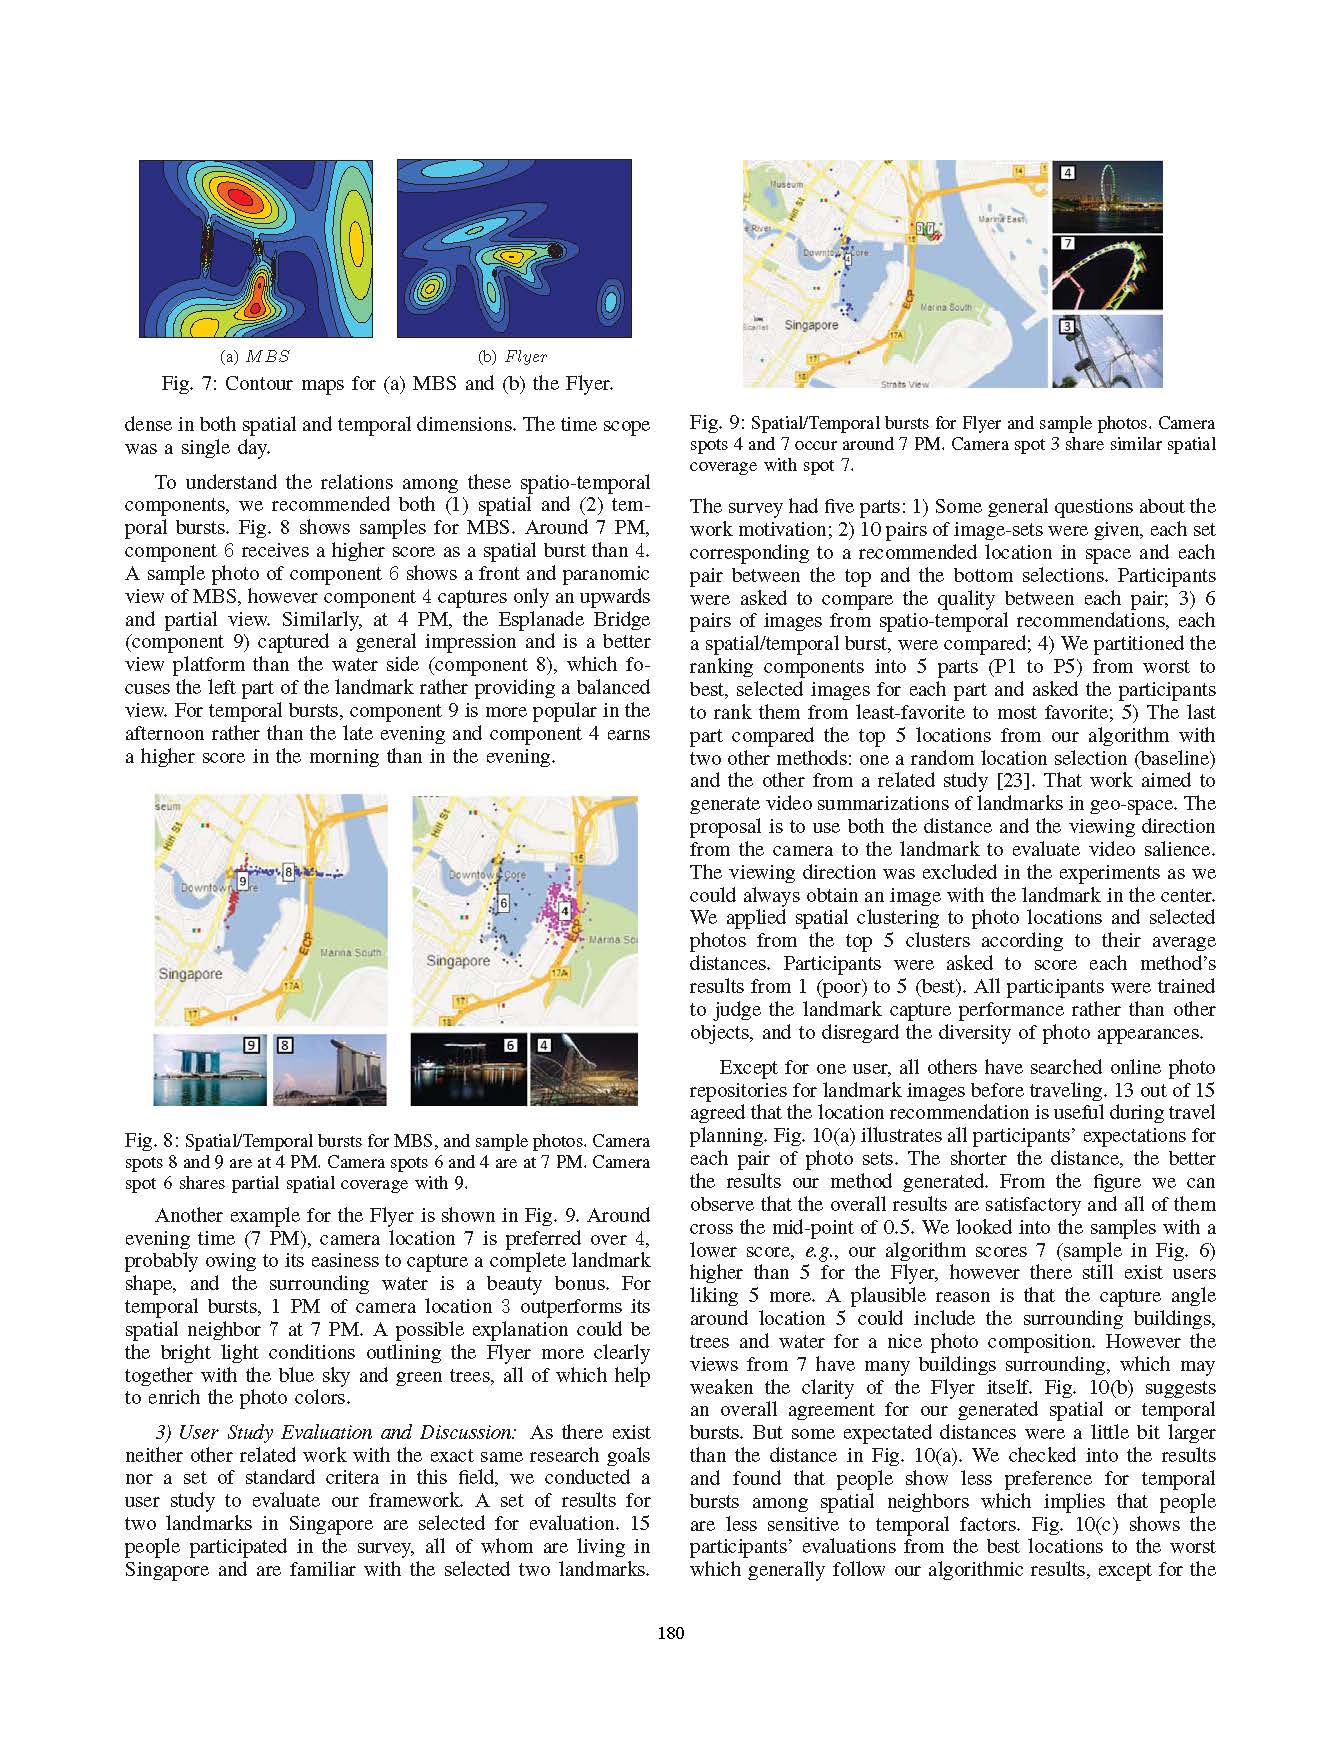 (a) MBS
(b) Flyer
Fig. 7: Contour maps for (a) MBS and (b) the Flyer.
dense in both spatial and temporal dimensions. The time scope
was a single day.
To understand the relations among these spatio-temporal
components, we recommended both (1) spatial and (2) tem-
poral bursts. Fig. 8 shows samples for MBS. Around 7 PM,
component 6 receives a higher score as a spatial burst than 4.
A sample photo of component 6 shows a front and paranomic
view of MBS, however component 4 captures only an upwards
and partial view. Similarly, at 4 PM, the Esplanade Bridge
(component 9) captured a general impression and is a better
view platform than the water side (component 8), which fo-
cuses the left part of the landmark rather providing a balanced
view. For temporal bursts, component 9 is more popular in the
afternoon rather than the late evening and component 4 earns
a higher score in the morning than in the evening.
seum
Hill St
9
8
Downtown
re
ECP
Marina South
Singapore
17A
17
Hill St
15
Downtown Core
6
4
Marina So
ECP
Singapore
17A
17
9
8
6
4
Fig. 8: Spatial/Temporal bursts for MBS, and sample photos. Camera
spots 8 and 9 are at 4 PM. Camera spots 6 and 4 are at 7 PM. Camera
spot 6 shares partial spatial coverage with 9.
Another example for the Flyer is shown in Fig. 9. Around
evening time (7 PM), camera location 7 is preferred over 4,
probably owing to its easiness to capture a complete landmark
shape, and the surrounding water is a beauty bonus. For
temporal bursts, 1 PM of camera location 3 outperforms its
spatial neighbor 7 at 7 PM. A possible explanation could be
the bright light conditions outlining the Flyer more clearly
together with the blue sky and green trees, all of which help
to enrich the photo colors.
3) User Study Evaluation and Discussion: As there exist
neither other related work with the exact same research goals
nor a set of standard critera in this field, we conducted a
user study to evaluate our framework. A set of results for
two landmarks in Singapore are selected for evaluation. 15
people participated in the survey, all of whom are living in
Singapore and are familiar with the selected two landmarks.
Museum
Hill St
e River
14
1
3
7
15
Marina East
Downtown Core
4
ECP
Marina South
Singapore
17A
17
18
Straits View
4
7
3
Fig. 9: Spatial/Temporal bursts for Flyer and sample photos. Camera
spots 4 and 7 occur around 7 PM. Camera spot 3 share similar spatial
coverage with spot 7.
The survey had five parts: 1) Some general questions about the
work motivation; 2) 10 pairs of image-sets were given, each set
corresponding to a recommended location in space and each
pair between the top and the bottom selections. Participants
were asked to compare the quality between each pair; 3) 6
pairs of images from spatio-temporal recommendations, each
a spatial/temporal burst, were compared; 4) We partitioned the
ranking components into 5 parts (P1 to P5) from worst to
best, selected images for each part and asked the participants
to rank them from least-favorite to most favorite; 5) The last
part compared the top 5 locations from our algorithm with
two other methods: one a random location selection (baseline)
and the other from a related study [23]. That work aimed to
generate video summarizations of landmarks in geo-space. The
proposal is to use both the distance and the viewing direction
from the camera to the landmark to evaluate video salience.
The viewing direction was excluded in the experiments as we
could always obtain an image with the landmark in the center.
We applied spatial clustering to photo locations and selected
photos from the top 5 clusters according to their average
distances. Participants were asked to score each method's
results from 1 (poor) to 5 (best). All participants were trained
to judge the landmark capture performance rather than other
objects, and to disregard the diversity of photo appearances.
Except for one user, all others have searched online photo
repositories for landmark images before traveling. 13 out of 15
agreed that the location recommendation is useful during travel
planning. Fig. 10(a) illustrates all participants' expectations for
each pair of photo sets. The shorter the distance, the better
the results our method generated. From the figure we can
observe that the overall results are satisfactory and all of them
cross the mid-point of 0.5. We looked into the samples with a
lower score, e.g., our algorithm scores 7 (sample in Fig. 6)
higher than 5 for the Flyer, however there still exist users
liking 5 more. A plausible reason is that the capture angle
around location 5 could include the surrounding buildings,
trees and water for a nice photo composition. However the
views from 7 have many buildings surrounding, which may
weaken the clarity of the Flyer itself. Fig. 10(b) suggests
an overall agreement for our generated spatial or temporal
bursts. But some expectated distances were a little bit larger
than the distance in Fig. 10(a). We checked into the results
and found that people show less preference for temporal
bursts among spatial neighbors which implies that people
are less sensitive to temporal factors. Fig. 10(c) shows the
participants' evaluations from the best locations to the worst
which generally follow our algorithmic results, except for the
180